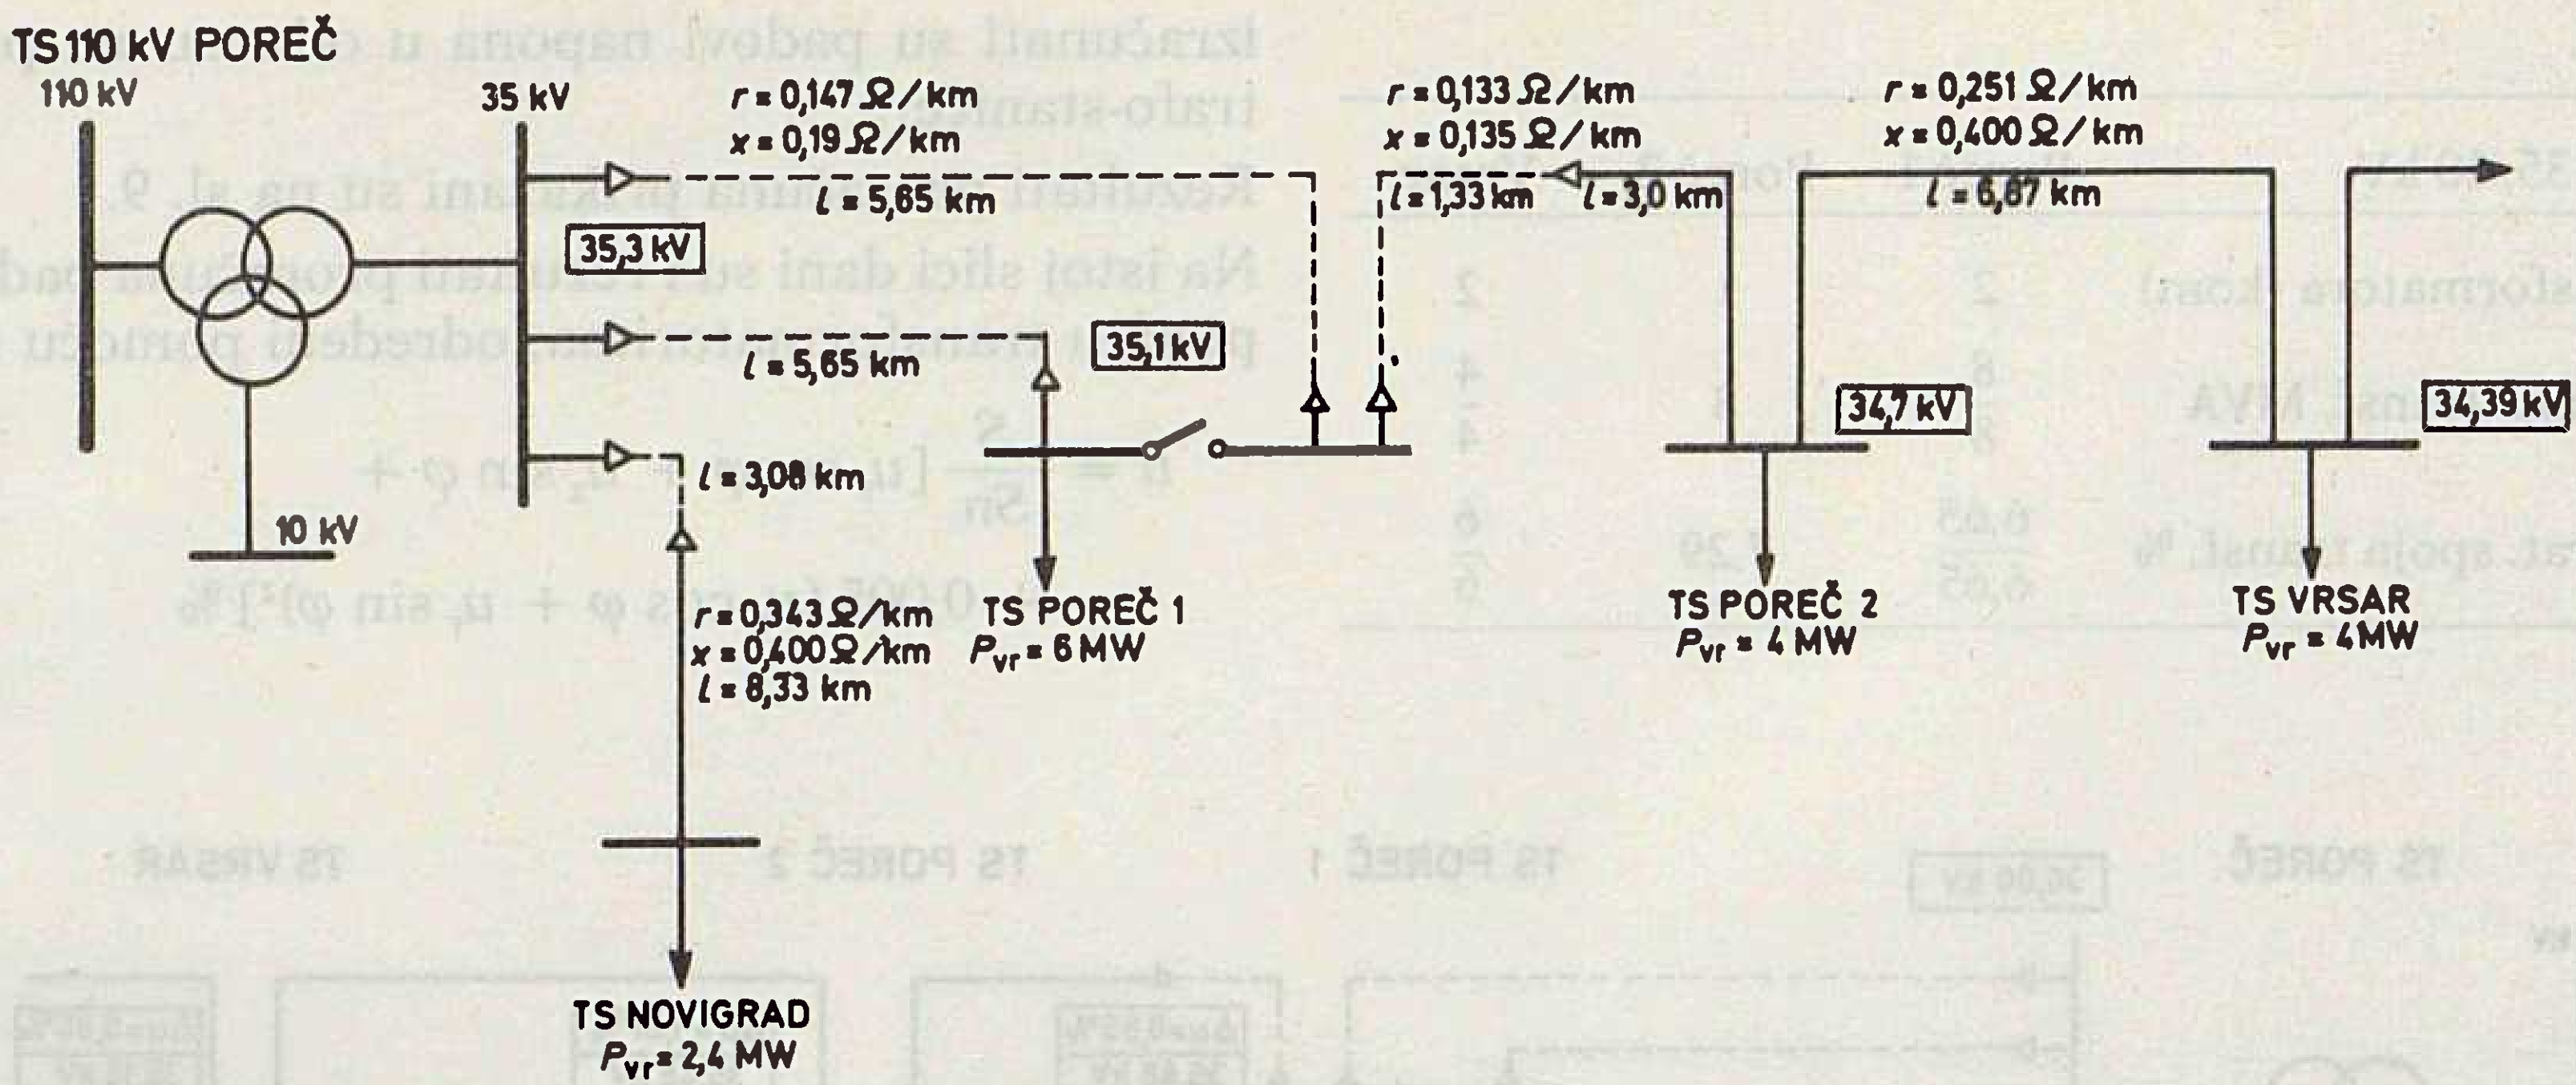 TS 110 kV POREČ
110 kV
35 kV
10 kV
35,3 kV
r = 0,147 Ω/km
x = 0,19 Ω/km
l = 5,65 km
l = 5,65 km
l = 3,08 km
r = 0,343 Ω/km
x = 0,400 Ω/km
l = 8,33 km
TS NOVIGRAD
Pvr = 2,4 MW
35,1 kV
TS POREČ 1
Pvr = 6 MW
r = 0,133 Ω/km
x = 0,135 Ω/km
l = 1,33 km
l = 3,0 km
34,7 kV
TS POREČ 2
Pvr = 4 MW
r = 0,251 Ω/km
x = 0,400 Ω/km
l = 6,67 km
34,39 kV
TS VRSAR
Pvr = 4 MW